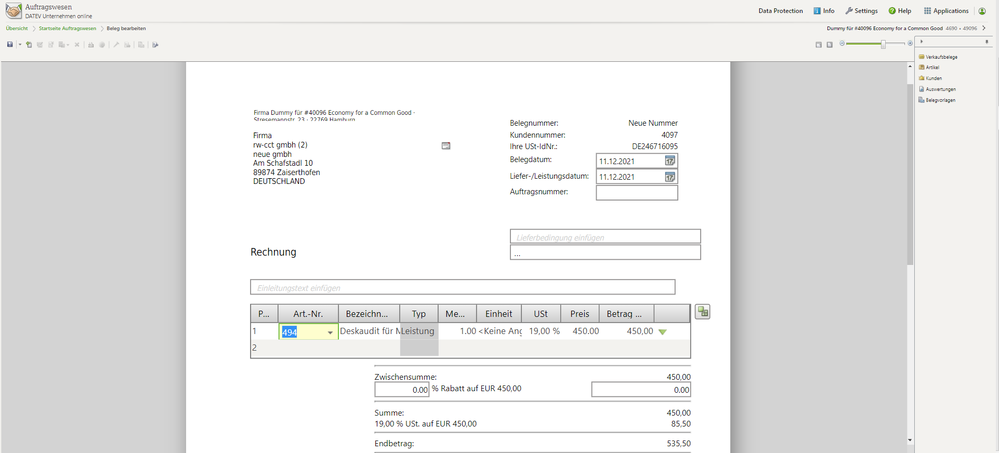 Auftragswesen
DATEV Unternehmen online
Data Protection
Info
Settings
Help
Applications
Übersicht
Startseite Auftragswesen
Beleg bearbeiten
Dummy für #40096 Economy for a Common Good 4690 • 49096
Verkaufsbelege
Artikel
Kunden
Auswertungen
Belegvorlagen
Firma Dummy für #40096 Economy for a Common Good ·
Stresemannstr. 23 · 22769 Hamburg
Firma
rw-cct gmbh (2)
neue gmbh
Am Schafstadl 10
89874 Zaiserthofen
DEUTSCHLAND
Belegnummer: Neue Nummer
Kundennummer: 4097
Ihre USt-IdNr.: DE246716095
Belegdatum: 11.12.2021
Liefer-/Leistungsdatum: 11.12.2021
Auftragsnummer:
Lieferbedingung einfügen
...
Rechnung
Einleitungstext einfügen
P... Art.-Nr. Bezeichn... Typ Me... Einheit USt Preis Betrag ...
1 494 Deskaudit für M Leistung 1.00 <Keine Ang 19,00 % 450.00 450,00
2
Zwischensumme: 450,00
0.00 % Rabatt auf EUR 450,00 0.00
Summe: 450,00
19,00 % USt. auf EUR 450,00 85,50
Endbetrag: 535,50